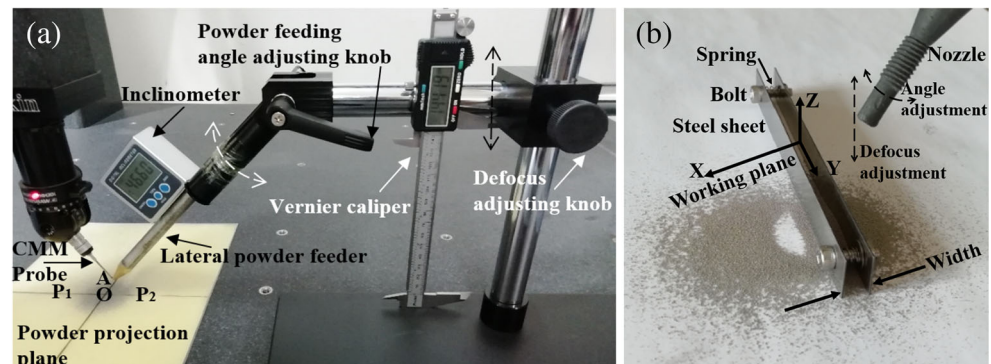 (a)
Powder feeding
angle adjusting knob
Inclinometer
Vernier caliper
Defocus
adjusting knob
Lateral powder feeder
CMM
Probe
A
P1 O P2
Powder projection
plane
(b)
Spring
Nozzle
Bolt
Angle
adjustment
Z
Steel sheet
Defocus
adjustment
X
Y
Working plane
Width